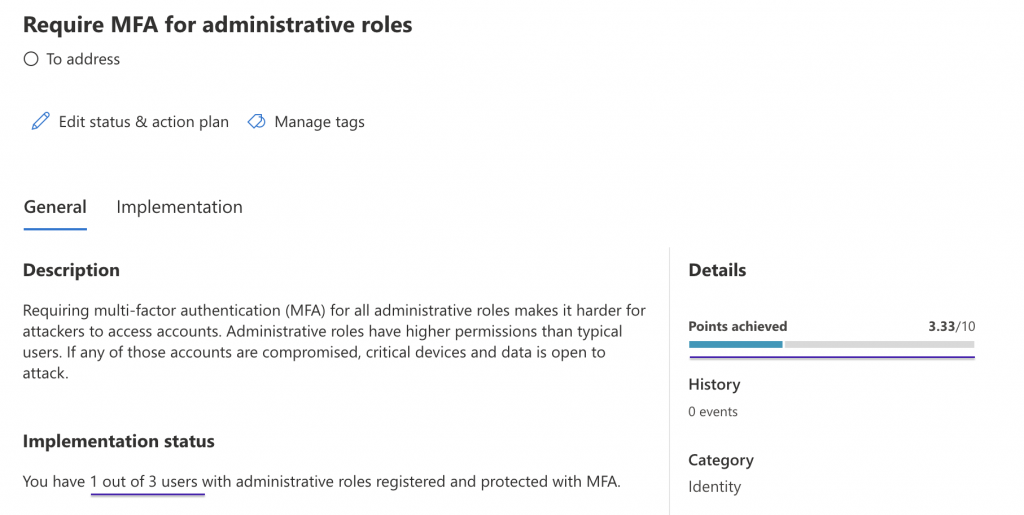 Require MFA for administrative roles
To address
Edit status & action plan Manage tags
General Implementation
Description
Requiring multi-factor authentication (MFA) for all administrative roles makes it harder for
attackers to access accounts. Administrative roles have higher permissions than typical
users. If any of those accounts are compromised, critical devices and data is open to
attack.
Implementation status
You have 1 out of 3 users with administrative roles registered and protected with MFA.
Details
Points achieved 3.33/10
History
0 events
Category
Identity